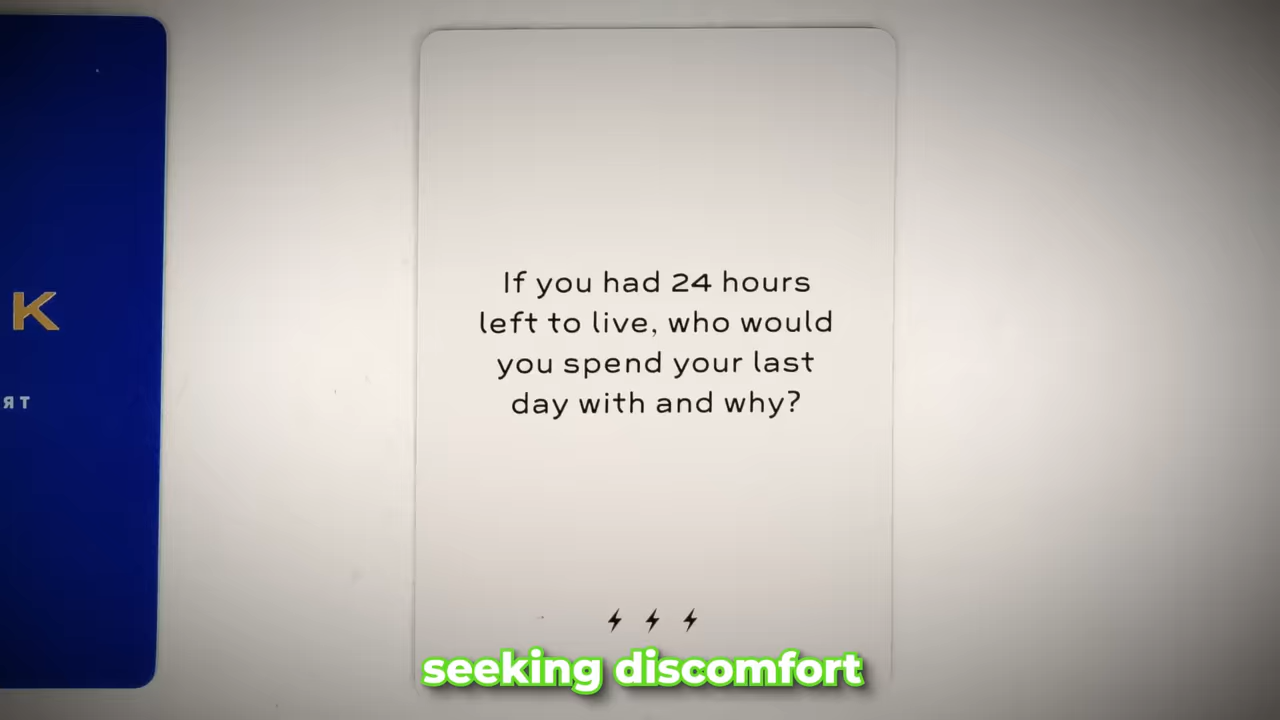 K
ЯT
If you had 24 hours
left to live, who would
you spend your last
day with and why?
seeking discomfort